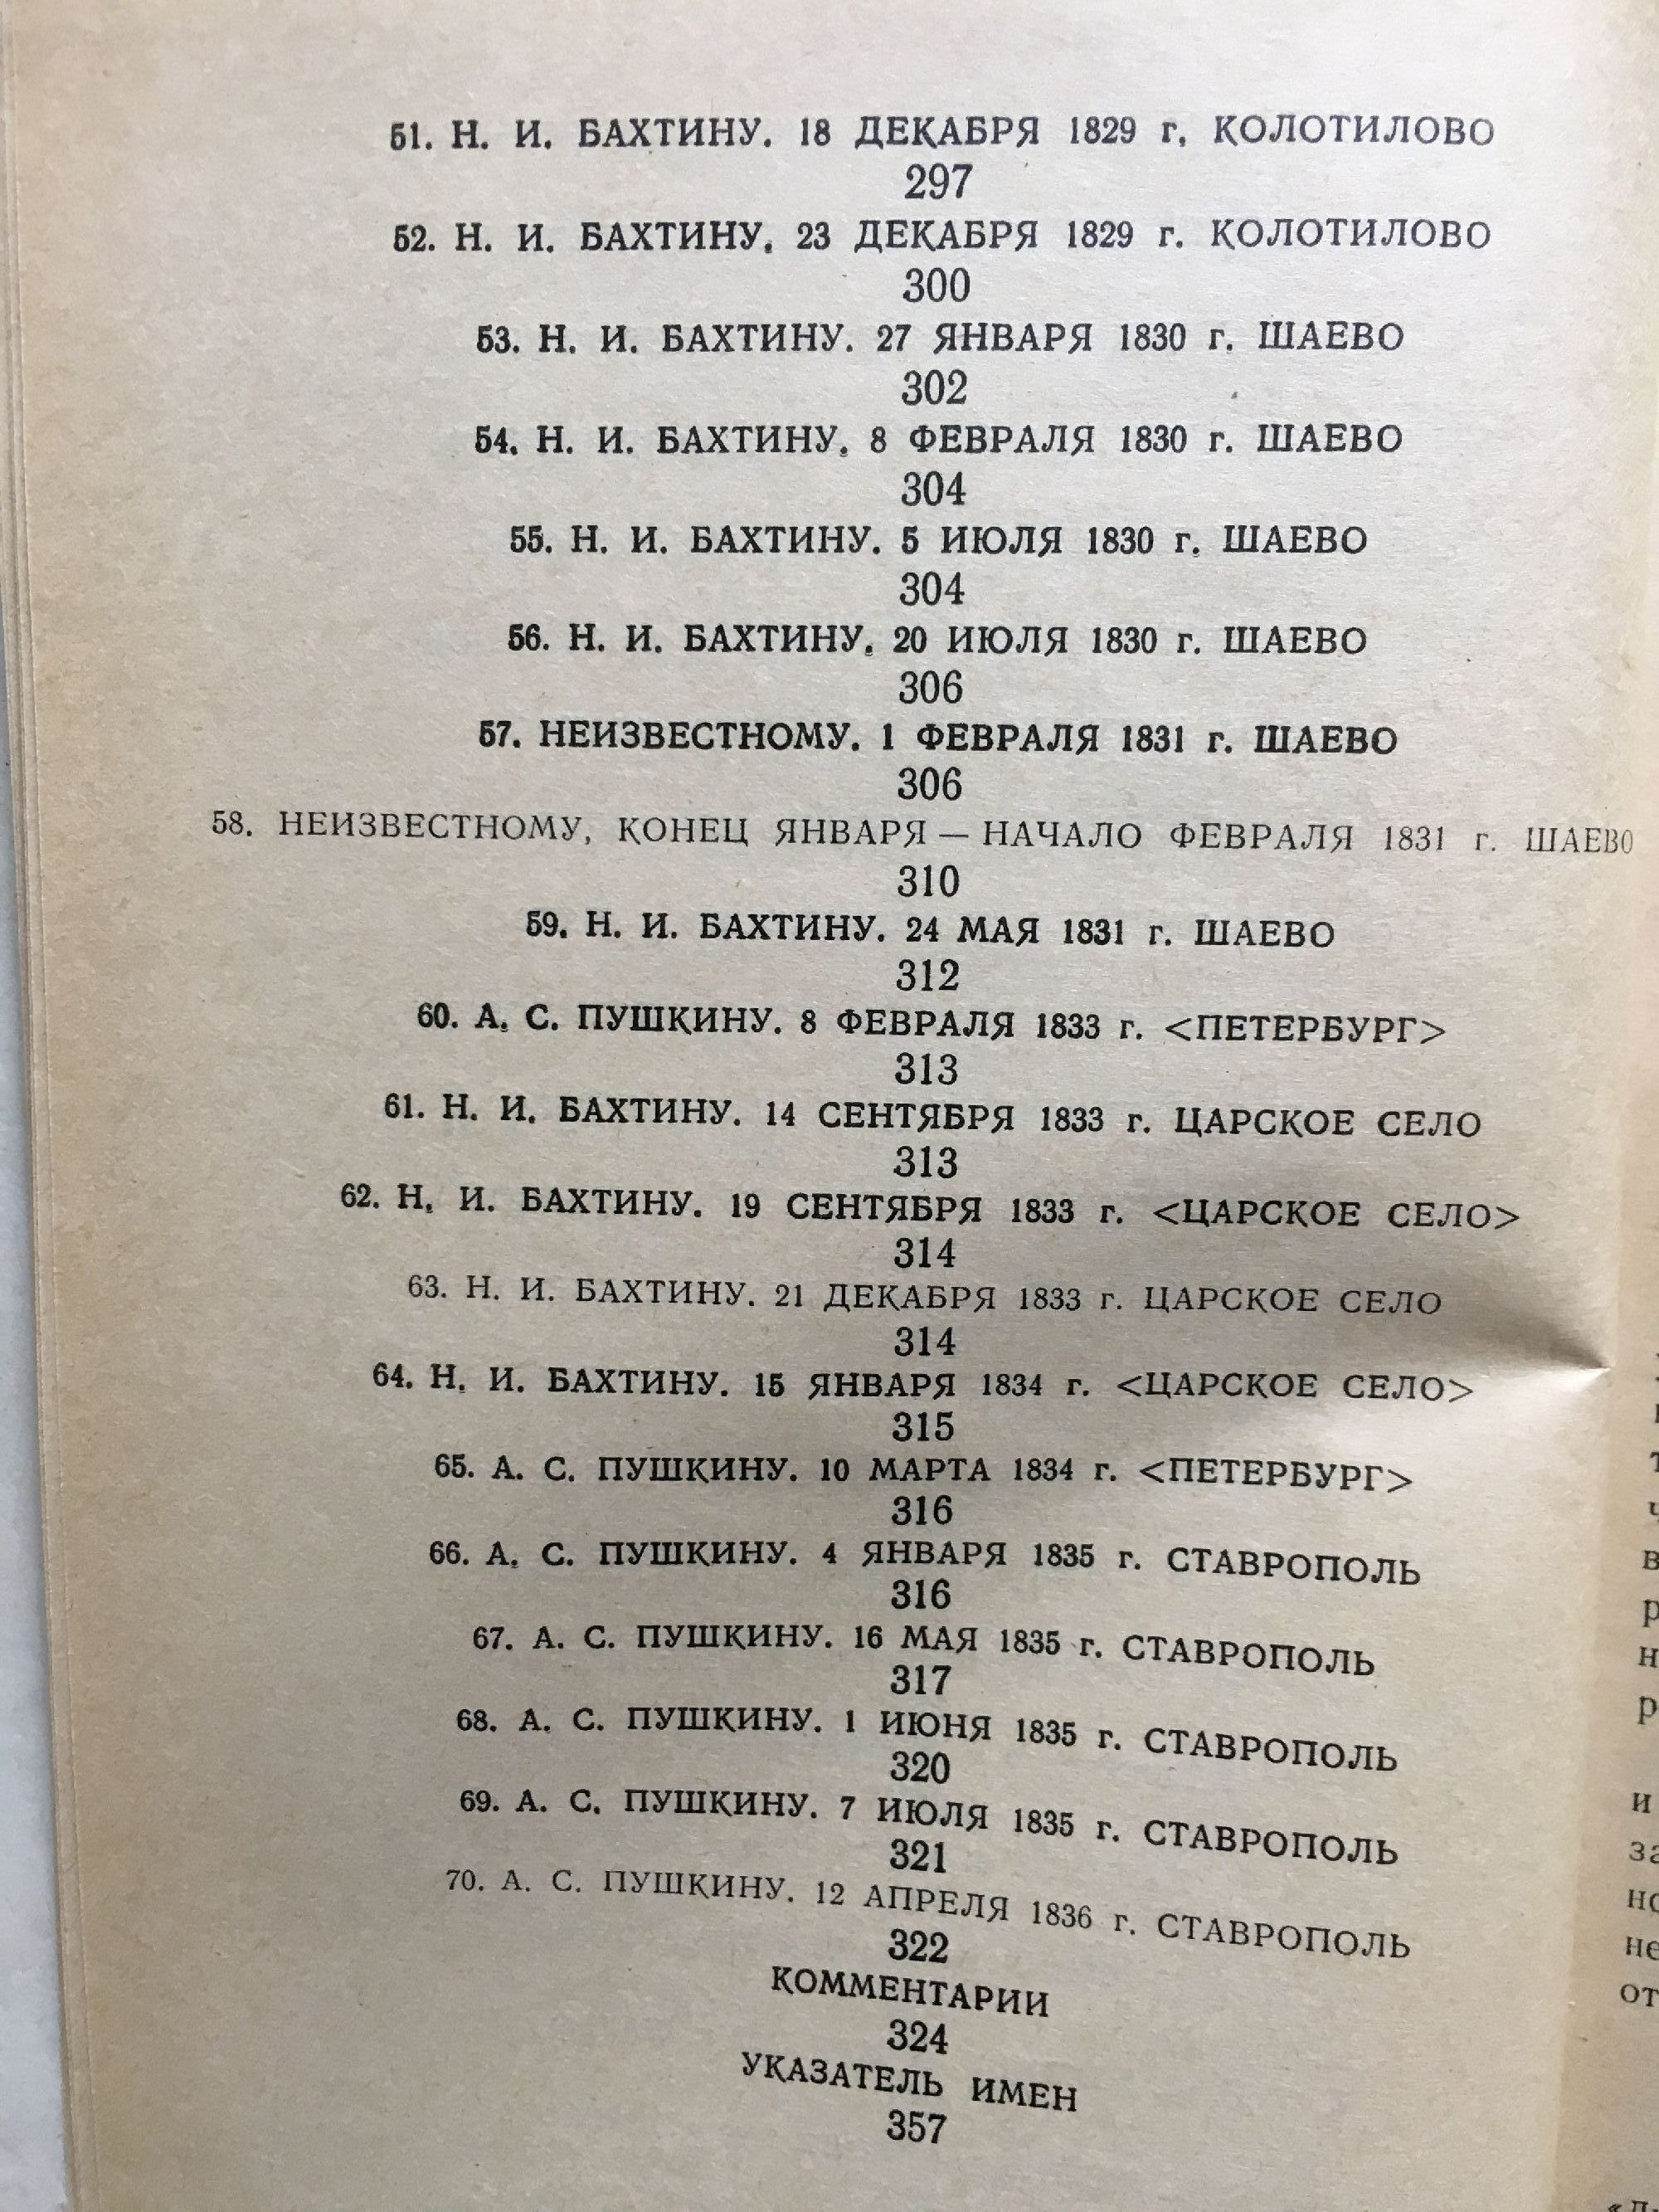 51. Н. И. БАХТИНУ. 18 ДЕКАБРЯ 1829 г, КОЛОТИЛОВО
297
52. Н. И. БАХТИНУ. 23 ДЕКАБРЯ 1829 г. КОЛОТИЛОВО
300
53. Н. И. БАХТИНУ. 27 ЯНВАРЯ 1830 г. ШАЕВО
302
54. Н. И. БАХТИНУ. 8 ФЕВРАЛЯ 1830 г. ШАЕВО
304
55. Н. И. БАХТИНУ. 5 ИЮЛЯ 1830 г. ШАЕВО
304
56. Н. И. БАХТИНУ. 20 ИЮЛЯ 1830 г. ШАЕВО
306
57. НЕИЗВЕСТНОМУ. 1 ФЕВРАЛЯ 1831 г. ШАЕВО
306
58. НЕИЗВЕСТНОМУ, КОНЕЦ ЯНВАРЯ — НАЧАЛО ФЕВРАЛЯ 1831 г. ШАЕВО
310
59. Н. И. БАХТИНУ. 24 МАЯ 1831 г. ШАЕВО
312
60. А. С. ПУШКИНУ. 8 ФЕВРАЛЯ 1833 г. <ПЕТЕРБУРГ>
313
61. Н. И. БАХТИНУ. 14 СЕНТЯБРЯ 1833 г. ЦАРСКОЕ СЕЛО
313
62. Н. И. БАХТИНУ. 19 СЕНТЯБРЯ 1833 г. <ЦАРСКОЕ СЕЛО>
314
63. Н. И. БАХТИНУ. 21 ДЕКАБРЯ 1833 г. ЦАРСКОЕ СЕЛО
314
64. Н. И. БАХТИНУ. 15 ЯНВАРЯ 1834 г. <ЦАРСКОЕ СЕЛО>
315
65. А. С. ПУШКИНУ. 10 МАРТА 1834 г. <ПЕТЕРБУРГ>
316
66. А. С. ПУШКИНУ. 4 ЯНВАРЯ 1835 г. СТАВРОПОЛЬ
316
67. А. С. ПУШКИНУ. 16 МАЯ 1835 г. СТАВРОПОЛЬ
317
68. А. С. ПУШКИНУ. 1 ИЮНЯ 1835 г. СТАВРОПОЛЬ
320
69. А. С. ПУШКИНУ. 7 ИЮЛЯ 1835 г. СТАВРОПОЛЬ
321
70. А. С. ПУШКИНУ. 12 АПРЕЛЯ 1836 г. СТАВРОПОЛЬ
322
КОММЕНТАРИИ
324
УКАЗАТЕЛЬ ИМЕН
357